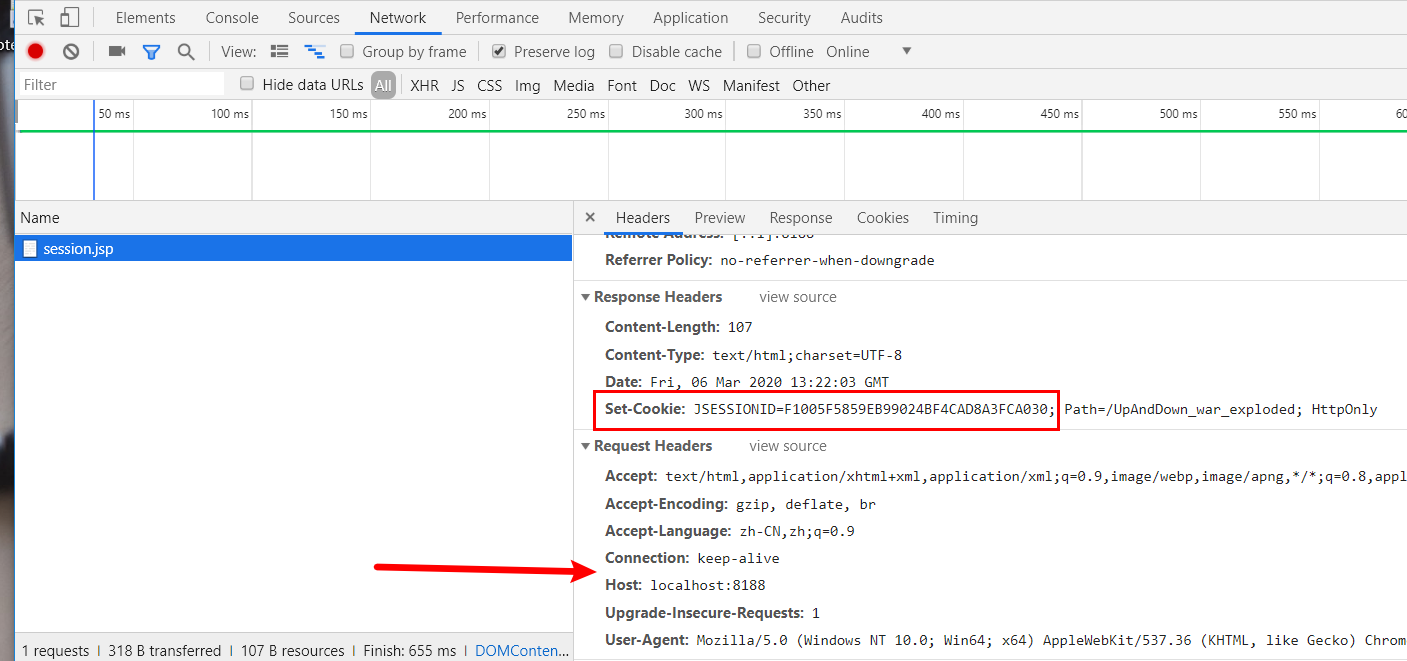 Elements Console Sources Network Performance Memory Application Security Audits
View: Group by frame Preserve log Disable cache Offline Online
Filter Hide data URLs All XHR JS CSS Img Media Font Doc WS Manifest Other
50 ms 100 ms 150 ms 200 ms 250 ms 300 ms 350 ms 400 ms 450 ms 500 ms 550 ms 60
Name × Headers Preview Response Cookies Timing
session.jsp
Remote Address: [::1]:8188
Referrer Policy: no-referrer-when-downgrade
Response Headers view source
Content-Length: 107
Content-Type: text/html;charset=UTF-8
Date: Fri, 06 Mar 2020 13:22:03 GMT
Set-Cookie: JSESSIONID=F1005F5859EB99024BF4CAD8A3FCA030; Path=/UpAndDown_war_exploded; HttpOnly
Request Headers view source
Accept: text/html,application/xhtml+xml,application/xml;q=0.9,image/webp,image/apng,*/*;q=0.8,appl
Accept-Encoding: gzip, deflate, br
Accept-Language: zh-CN,zh;q=0.9
Connection: keep-alive
Host: localhost:8188
Upgrade-Insecure-Requests: 1
User-Agent: Mozilla/5.0 (Windows NT 10.0; Win64; x64) AppleWebKit/537.36 (KHTML, like Gecko) Chrom
1 requests 318 B transferred 107 B resources Finish: 655 ms DOMConten...